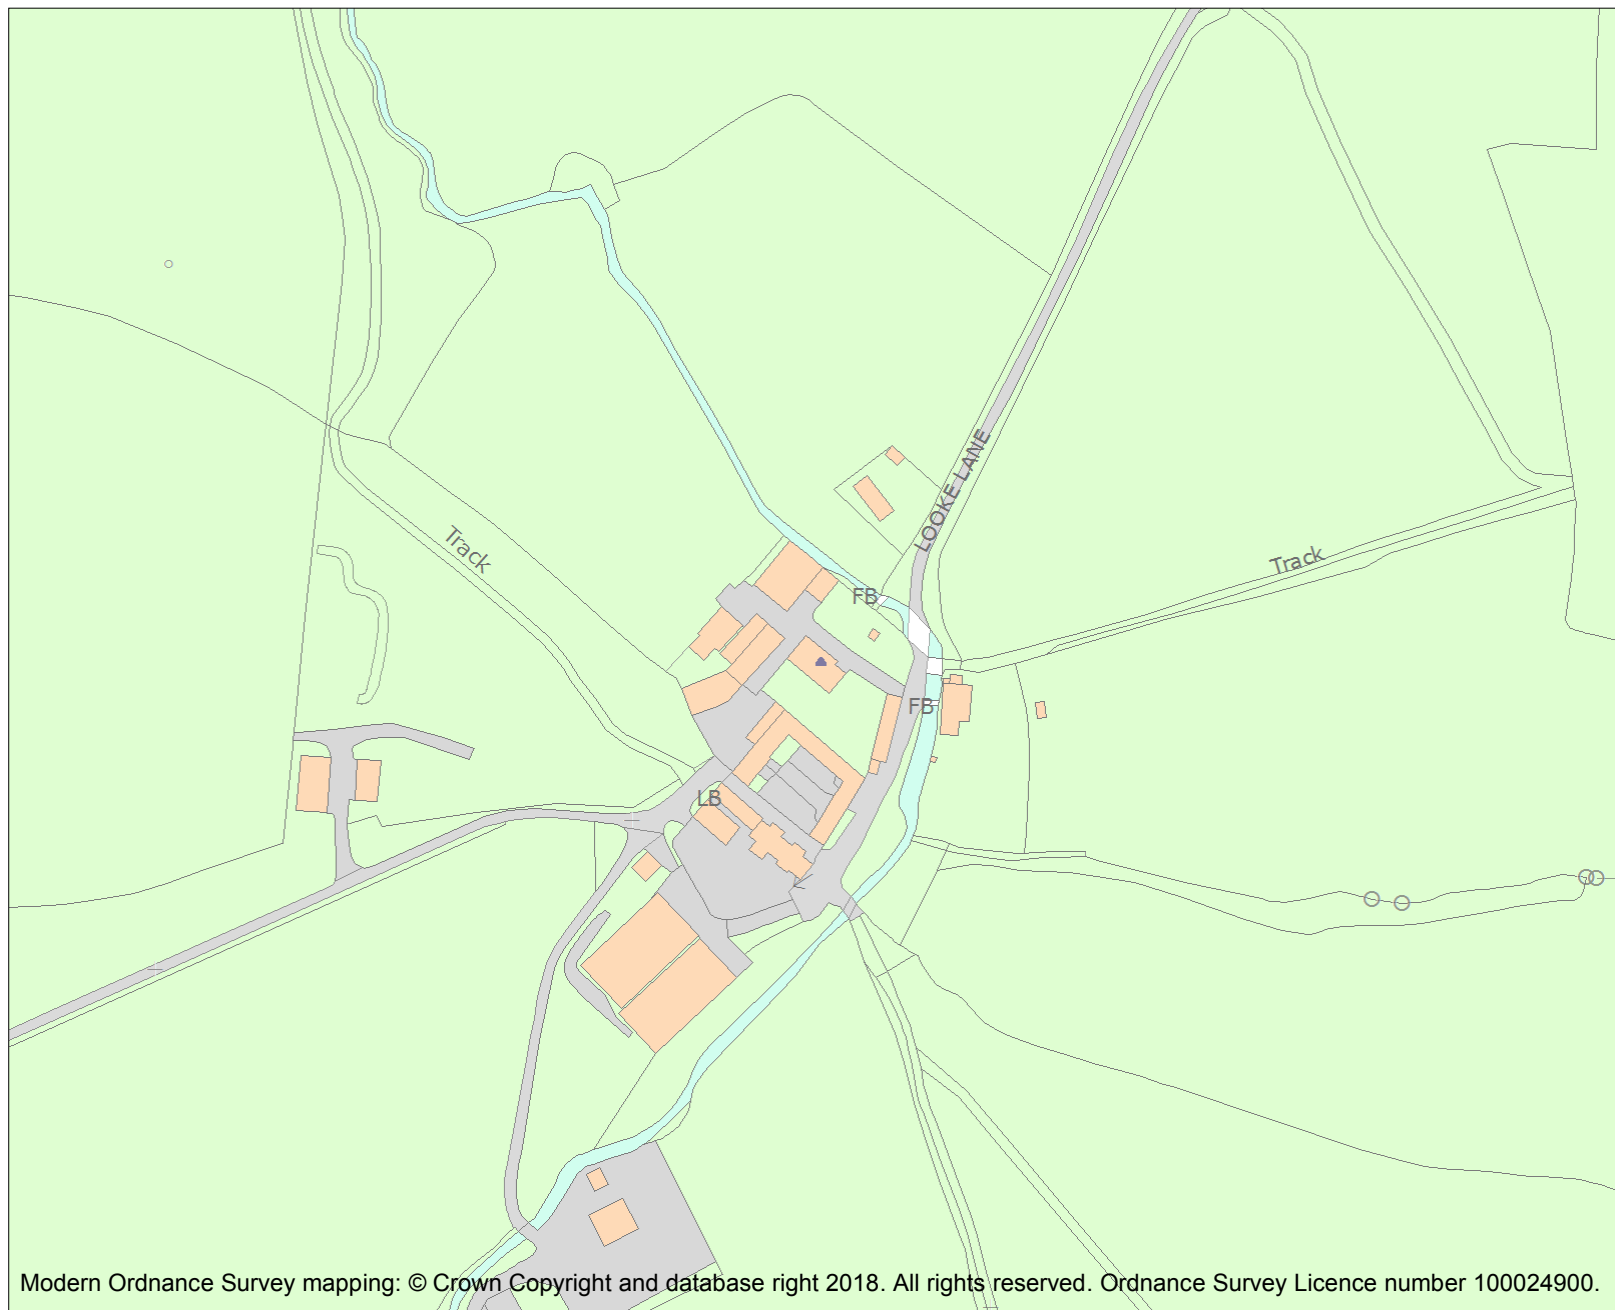 LOOKE LANE
Track
Track
FB
FB
LB
Modern Ordnance Survey mapping: © Crown Copyright and database right 2018. All rights reserved. Ordnance Survey Licence number 100024900.